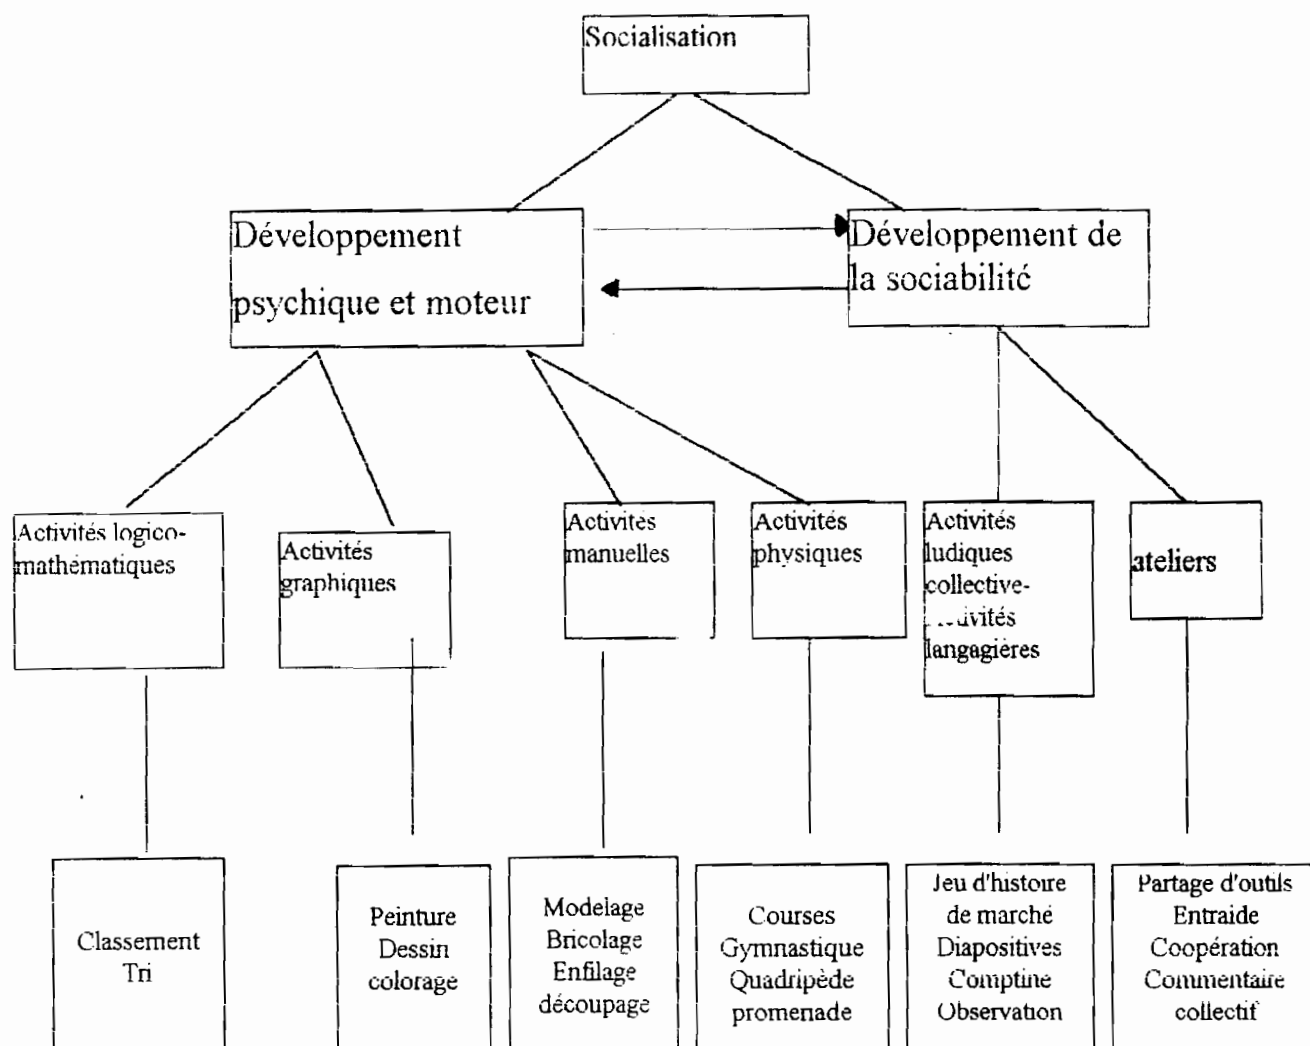 Socialisation
Développement
psychique et moteur
Développement de
la sociabilité
Activités logico-
mathématiques
Activités
graphiques
Activités
manuelles
Activités
physiques
Activités
ludiques
collective-
langagières
ateliers
Classement
Tri
Peinture
Dessin
colorage
Modelage
Bricolage
Enfilage
découpage
Courses
Gymnastique
Quadripède
promenade
Jeu d'histoire
de marché
Diapositives
Comptine
Observation
Partage d'outils
Entraide
Coopération
Commentaire
collectif